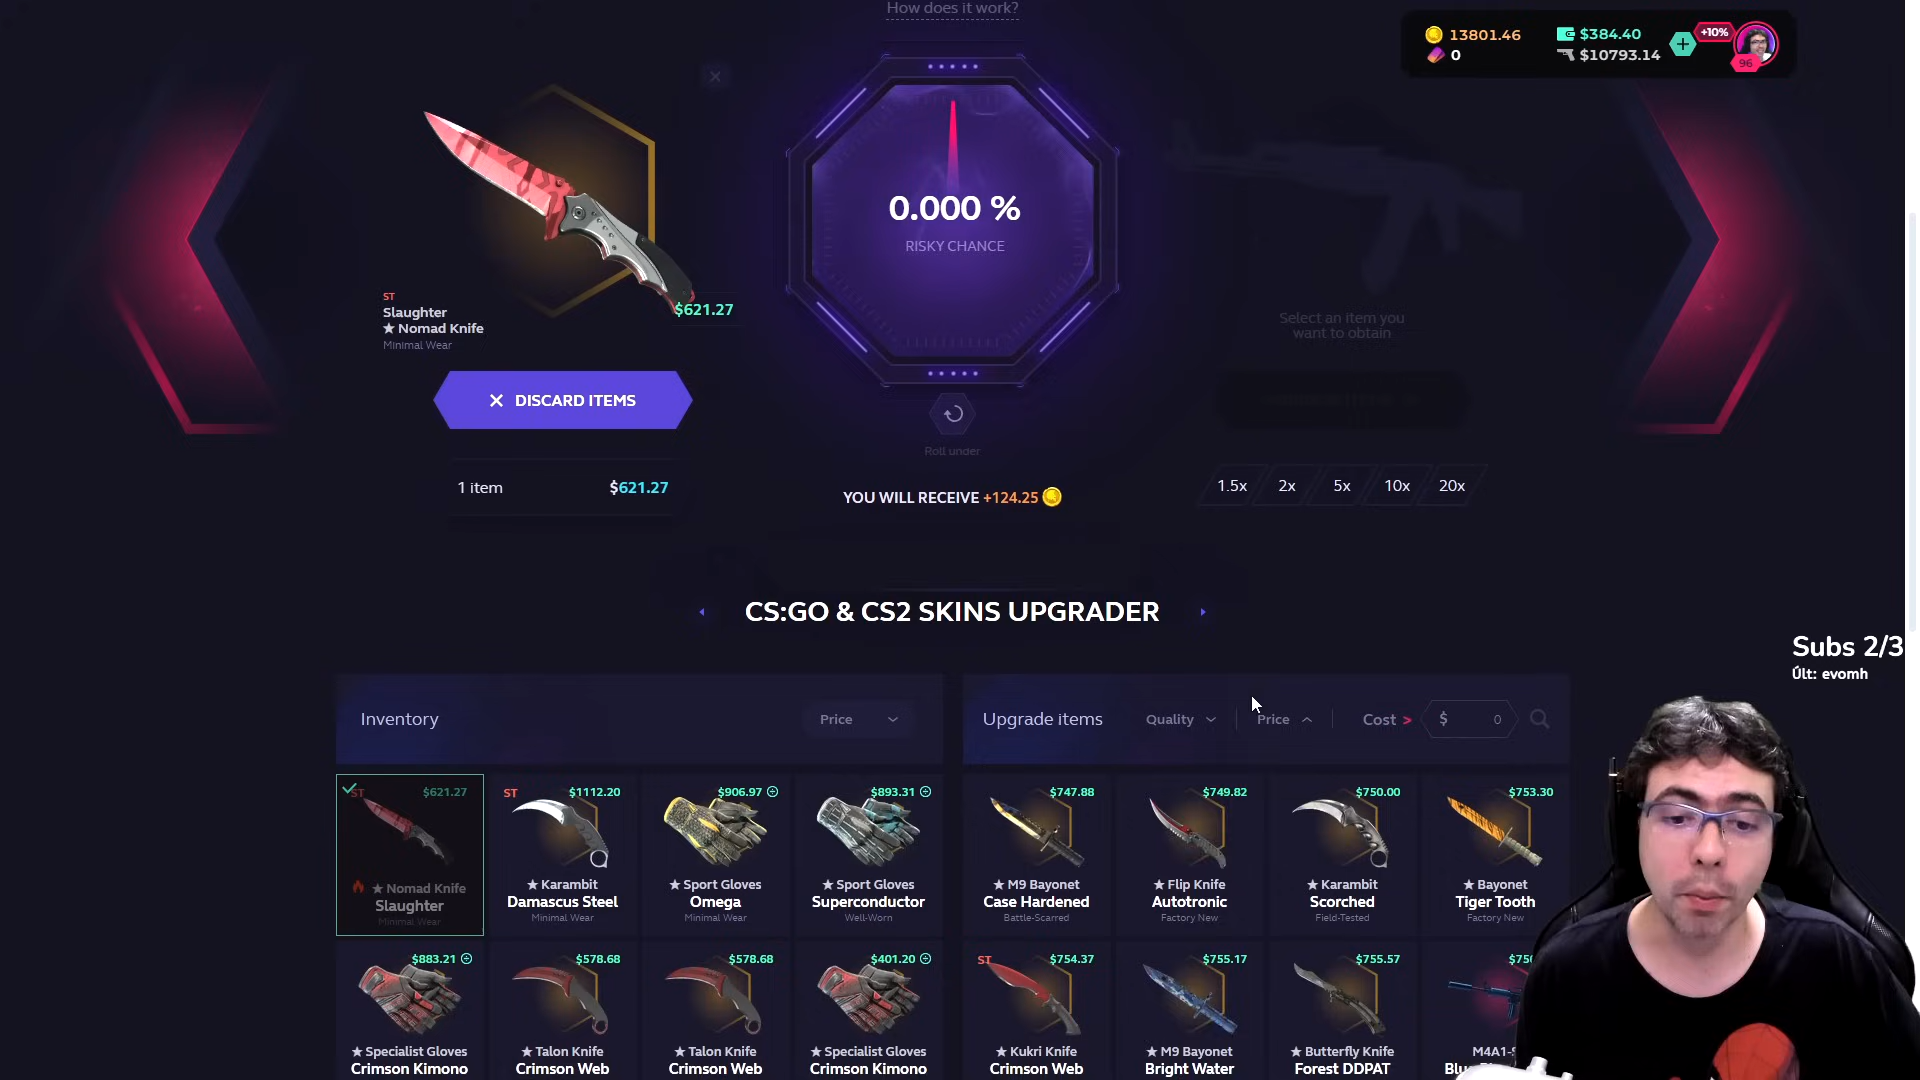 How does it work?
13801.46
$384.40
+10%
0
$10793.14
96
0.000 %
RISKY CHANCE
ST
Slaughter
★ Nomad Knife
Minimal Wear
$621.27
Select an item you
want to obtain
DISCARD ITEMS
Roll under
1 item
$621.27
YOU WILL RECEIVE +124.25
1.5x
2x
5x
10x
20x
CS:GO & CS2 SKINS UPGRADER
Subs 2/3
Últ: evomh
Inventory
Price
Upgrade items
Quality
Price
Cost >
$ 0
ST $621.27
★ Nomad Knife
Slaughter
Minimal Wear
ST $1112.20
★ Karambit
Damascus Steel
Minimal Wear
$906.97
★ Sport Gloves
Omega
Minimal Wear
$893.31
★ Sport Gloves
Superconductor
Well-Worn
$747.88
★ M9 Bayonet
Case Hardened
Battle-Scarred
$749.82
★ Flip Knife
Autotronic
Factory New
$750.00
★ Karambit
Scorched
Field-Tested
$753.30
★ Bayonet
Tiger Tooth
Factory New
$883.21
★ Specialist Gloves
Crimson Kimono
$578.68
★ Talon Knife
Crimson Web
$578.68
★ Talon Knife
Crimson Web
$401.20
★ Specialist Gloves
Crimson Kimono
ST $754.37
★ Kukri Knife
Crimson Web
$755.17
★ M9 Bayonet
Bright Water
$755.57
★ Butterfly Knife
Forest DDPAT